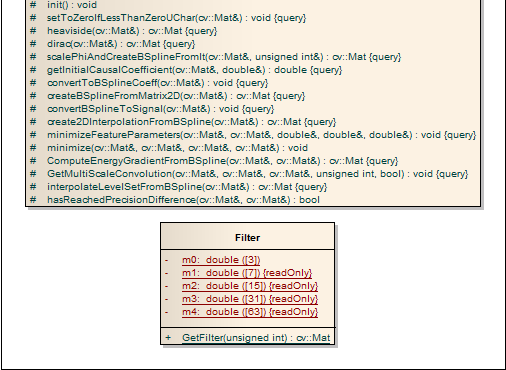 # init() : void
# setToZeroIfLessThanZeroUChar(cv::Mat&) : void {query}
# heaviside(cv::Mat&) : cv::Mat {query}
# dirac(cv::Mat&) : cv::Mat {query}
# scalePhiAndCreateBSplineFromIt(cv::Mat&, unsigned int&) : cv::Mat {query}
# getInitialCausalCoefficient(cv::Mat&, double&) : double {query}
# convertToBSplineCoeff(cv::Mat&) : void {query}
# createBSplineFromMatrix2D(cv::Mat&) : cv::Mat {query}
# convertBSplineToSignal(cv::Mat&) : void {query}
# create2DInterpolationFromBSpline(cv::Mat&) : cv::Mat {query}
# minimizeFeatureParameters(cv::Mat&, cv::Mat&, double&, double&, double&) : void {query}
# minimize(cv::Mat&, cv::Mat&, cv::Mat&, cv::Mat&) : void
# ComputeEnergyGradientFromBSpline(cv::Mat&) : cv::Mat {query}
# GetMultiScaleConvolution(cv::Mat&, cv::Mat&, cv::Mat&, unsigned int, bool) : void {query}
# interpolateLevelSetFromBSpline(cv::Mat&) : cv::Mat {query}
# hasReachedPrecisionDifference(cv::Mat&, cv::Mat&) : bool
Filter
- m0: double ([3])
- m1: double ([7]) {readOnly}
- m2: double ([15]) {readOnly}
- m3: double ([31]) {readOnly}
- m4: double ([63]) {readOnly}
+ GetFilter(unsigned int) : cv::Mat